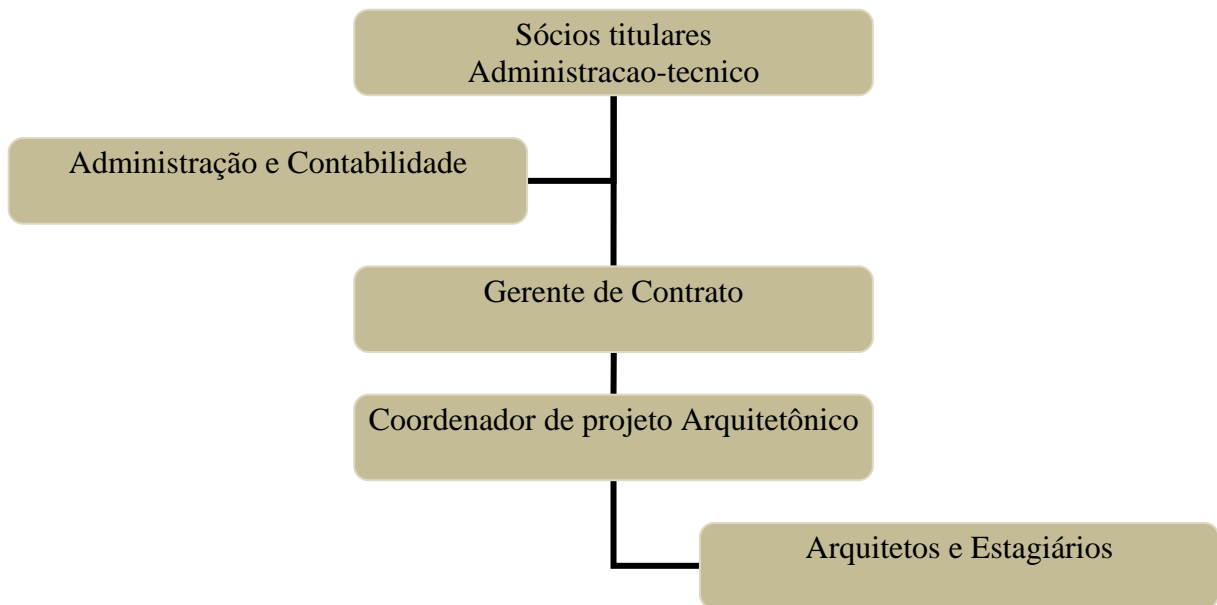 Sócios titulares
Administracao-tecnico
Administração e Contabilidade
Gerente de Contrato
Coordenador de projeto Arquitetônico
Arquitetos e Estagiários